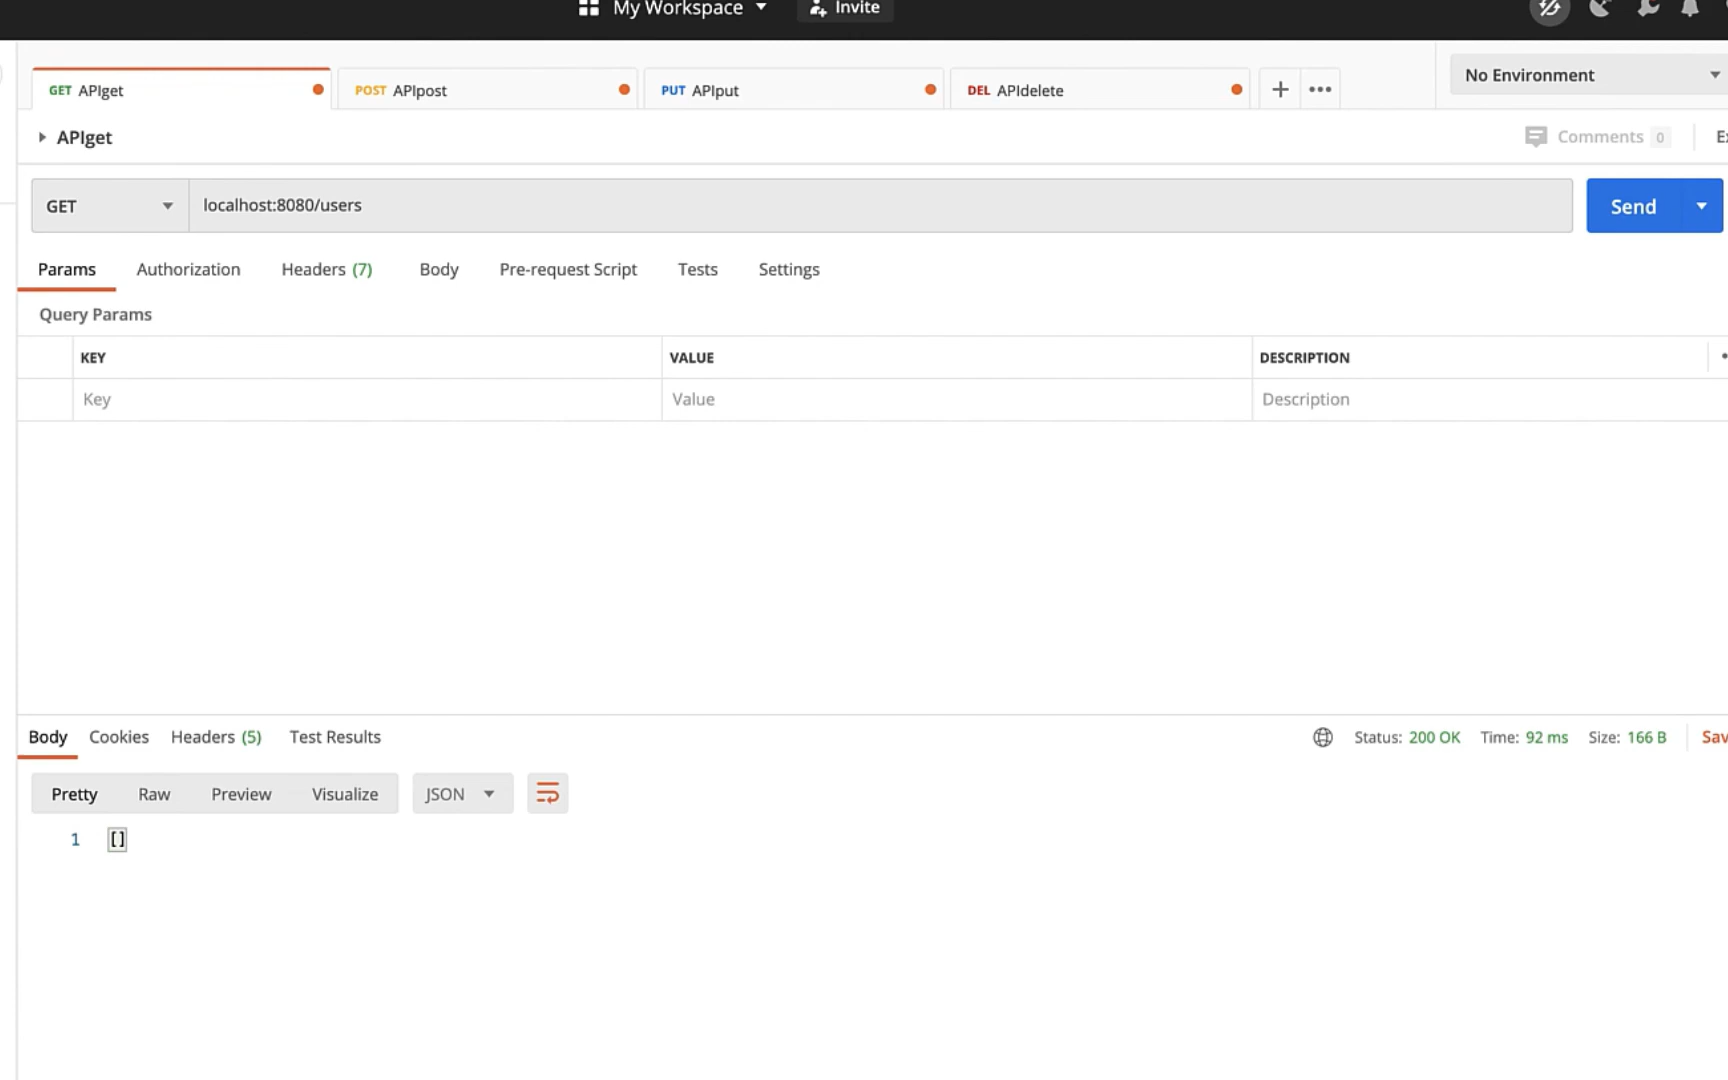 My Workspace Invite
GET APIget POST APIpost PUT APIput DEL APIdelete + ••• No Environment
APIget Comments 0
GET localhost:8080/users Send
Params Authorization Headers (7) Body Pre-request Script Tests Settings
Query Params
KEY VALUE DESCRIPTION
Key Value Description
Body Cookies Headers (5) Test Results Status: 200 OK Time: 92 ms Size: 166 B
Pretty Raw Preview Visualize JSON
1 []